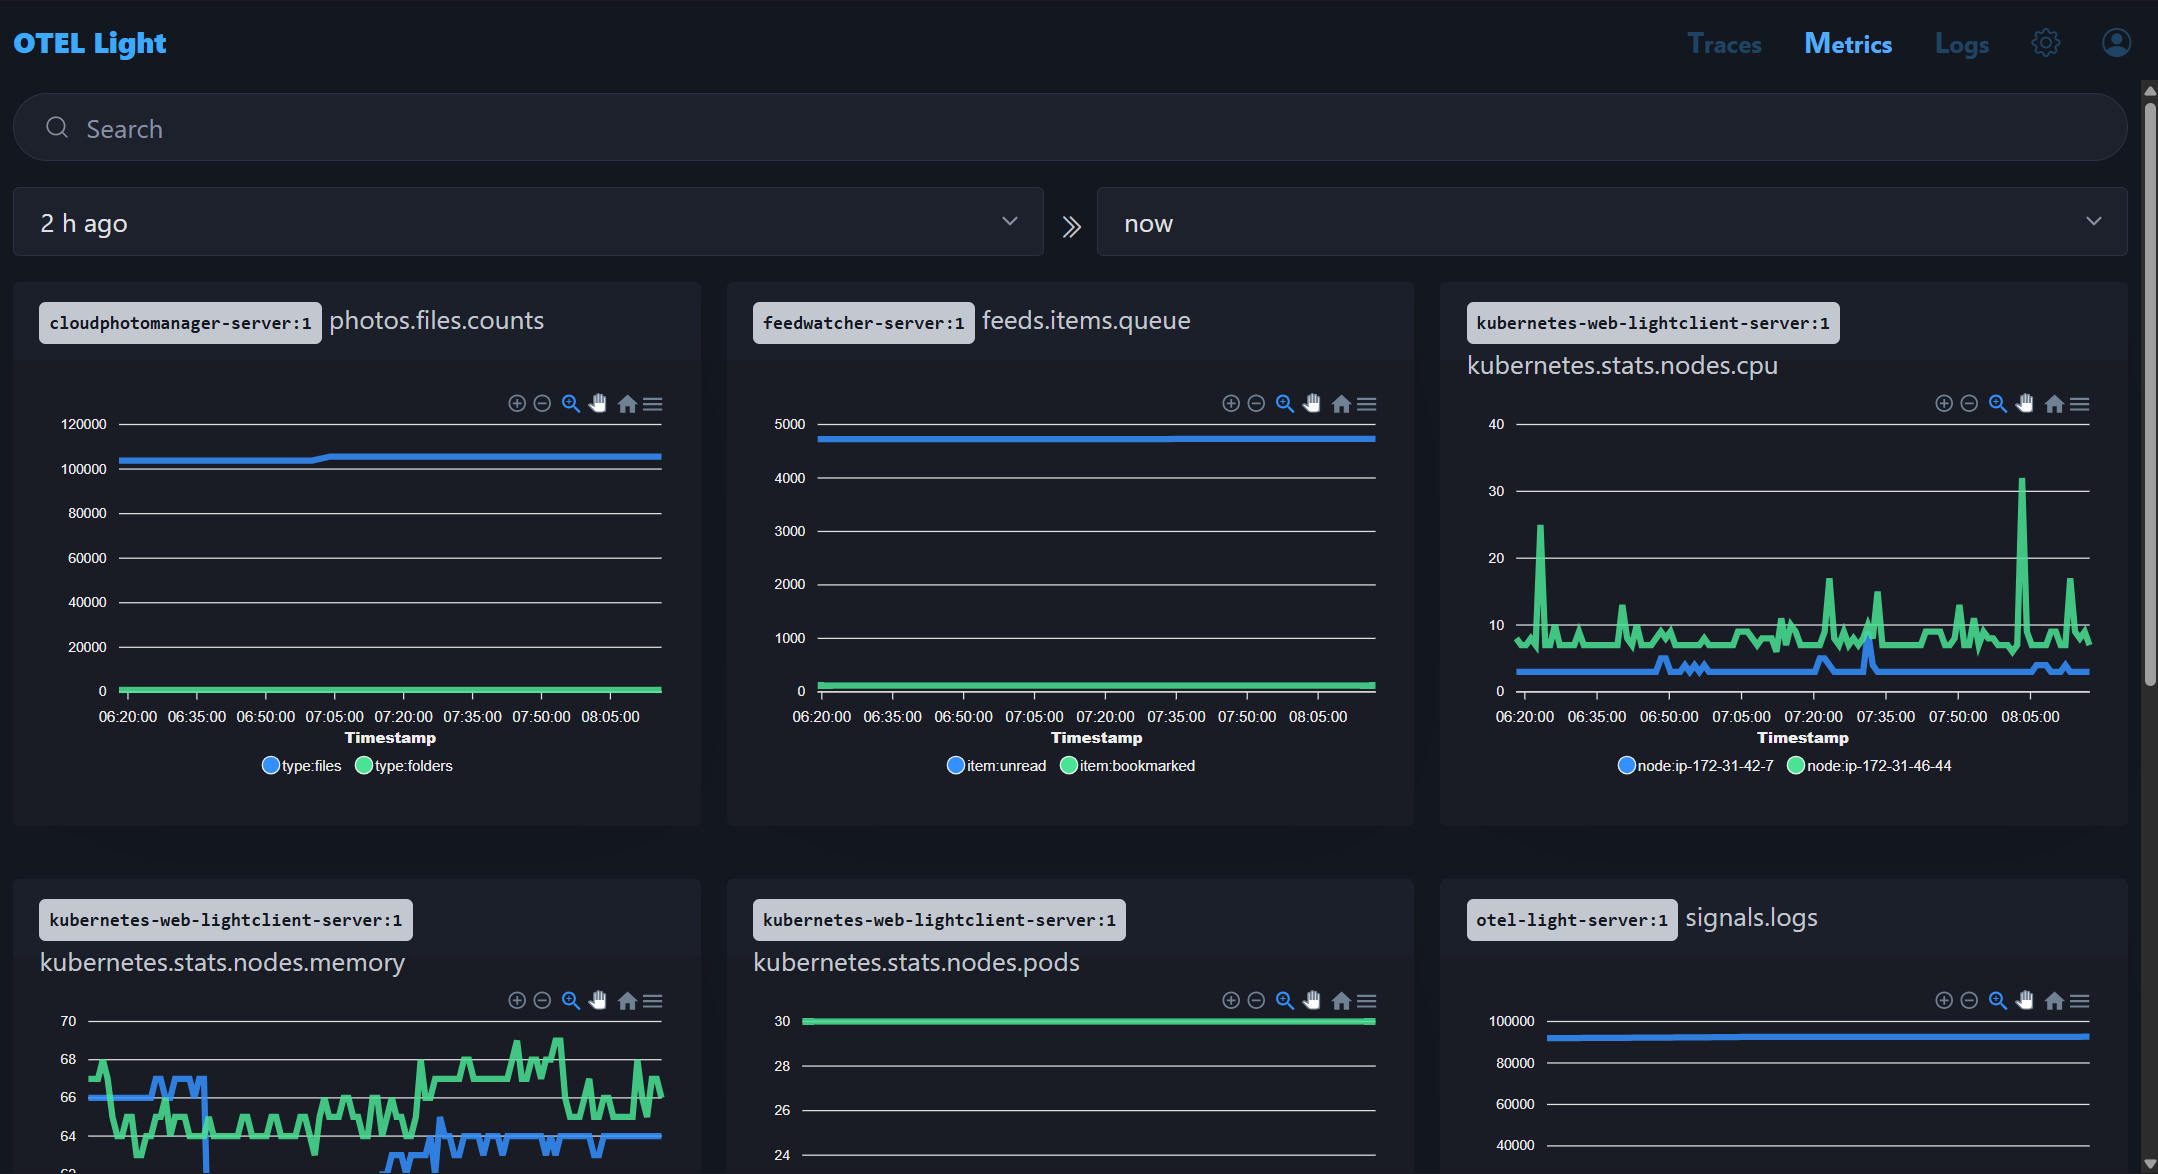 OTEL Light
Traces Metrics Logs
Search
2 h ago
now
cloudphotomanager-server:1 photos.files.counts
120000
100000
80000
60000
40000
20000
0
06:20:00 06:35:00 06:50:00 07:05:00 07:20:00 07:35:00 07:50:00 08:05:00
Timestamp
type:files type:folders
feedwatcher-server:1 feeds.items.queue
5000
4000
3000
2000
1000
0
06:20:00 06:35:00 06:50:00 07:05:00 07:20:00 07:35:00 07:50:00 08:05:00
Timestamp
item:unread item:bookmarked
kubernetes-web-lightclient-server:1
kubernetes.stats.nodes.cpu
40
30
20
10
0
06:20:00 06:35:00 06:50:00 07:05:00 07:20:00 07:35:00 07:50:00 08:05:00
Timestamp
node:ip-172-31-42-7 node:ip-172-31-46-44
kubernetes-web-lightclient-server:1
kubernetes.stats.nodes.memory
70
68
66
64
kubernetes-web-lightclient-server:1
kubernetes.stats.nodes.pods
30
28
26
24
otel-light-server:1 signals.logs
100000
80000
60000
40000